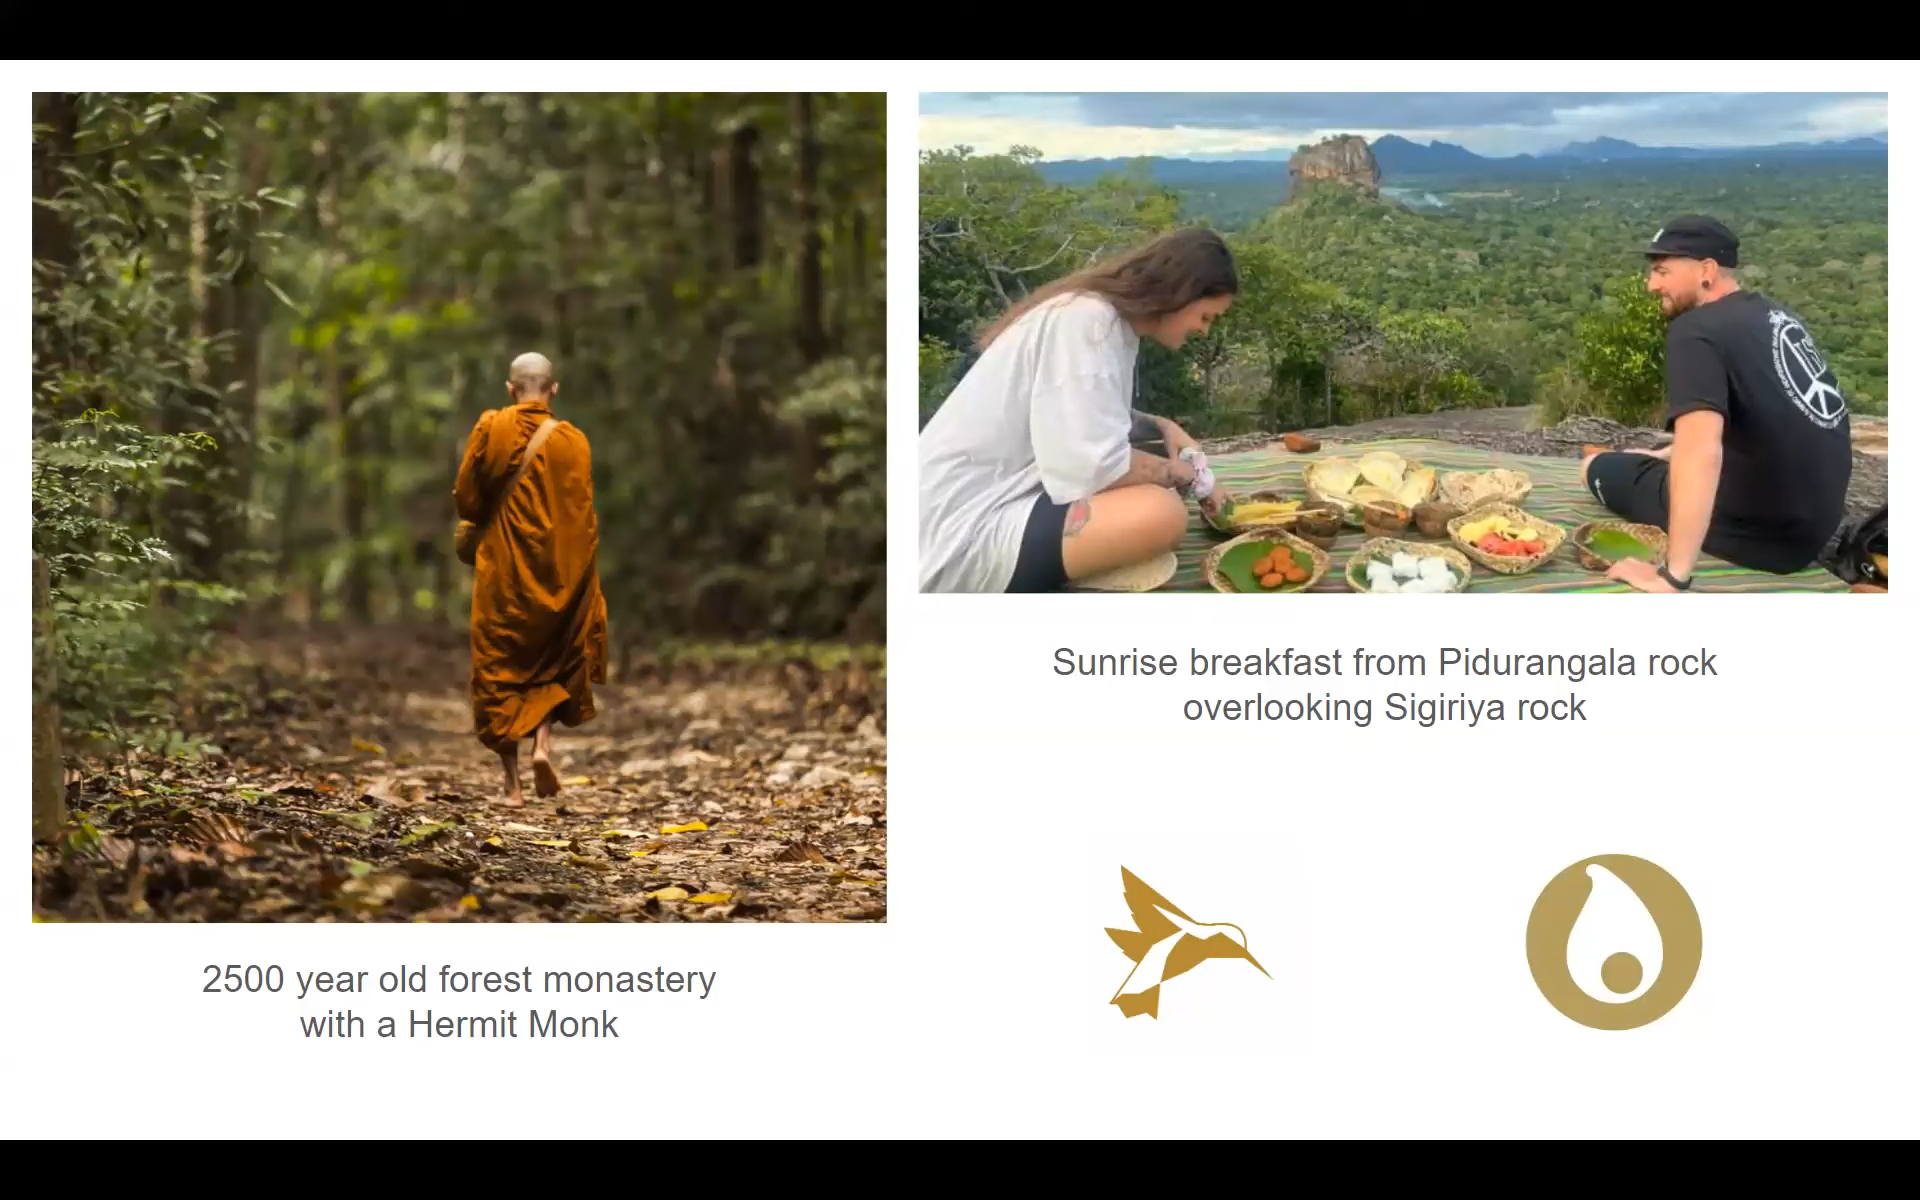 2500 year old forest monastery
with a Hermit Monk
Sunrise breakfast from Pidurangala rock
overlooking Sigiriya rock